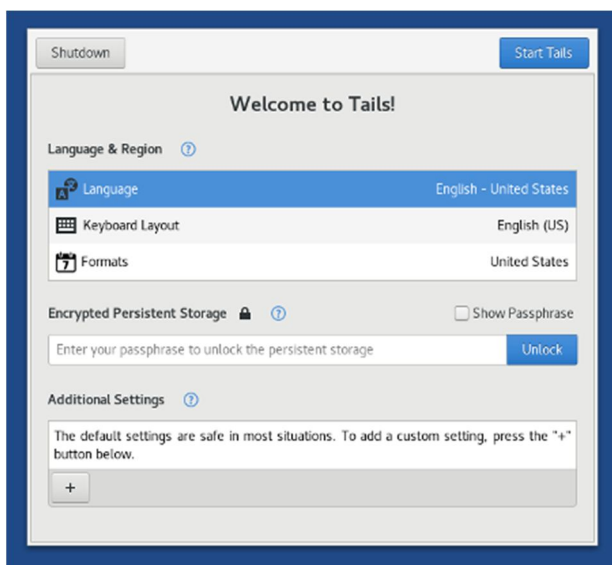 Shutdown
Start Tails
Welcome to Tails!
Language & Region
Language
English - United States
Keyboard Layout
English (US)
Formats
United States
Encrypted Persistent Storage
Show Passphrase
Enter your passphrase to unlock the persistent storage
Unlock
Additional Settings
The default settings are safe in most situations. To add a custom setting, press the "+"
button below.
+